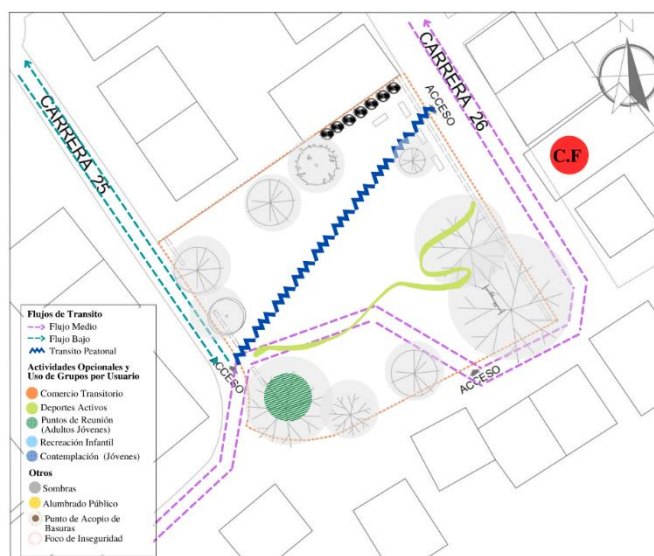 N
CARRERA 25
CARRERA 26
ACCESO
C.F
ACCESO
ACCESO
Flujos de Transito
Flujo Medio
Flujo Bajo
Transito Peatonal
Actividades Opcionales y
Uso de Grupos por Usuario
Comercio Transitorio
Deportes Activos
Puntos de Reunión
(Adultos Jóvenes)
Recreación Infantil
Contemplación (Jóvenes)
Otros
Sombras
Alumbrado Público
Punto de Acopio de
Basuras
Foco de Inseguridad